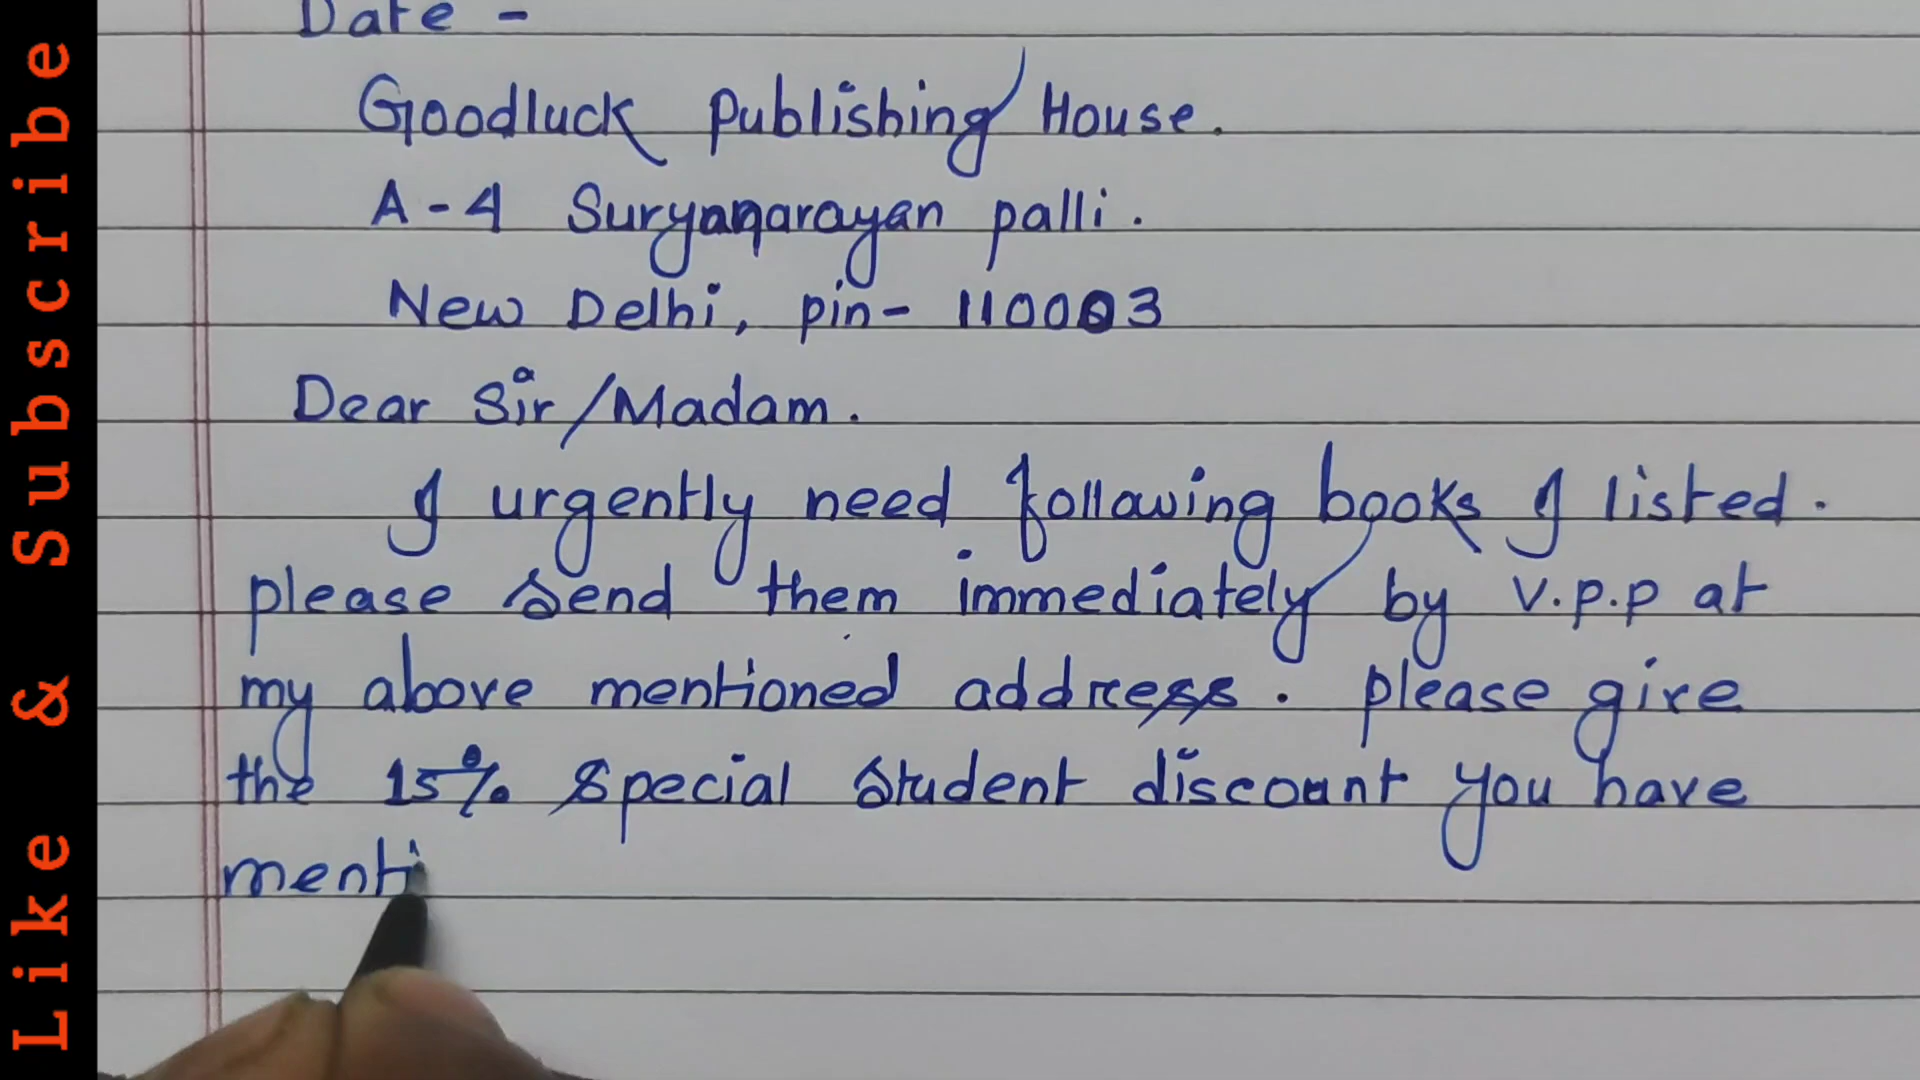 Like & Subscribe
Date -
Goodluck Publishing House.
A-4 Suryanarayan palli.
New Delhi, pin- 110003
Dear Sir/Madam.
I urgently need following books I listed.
please send them immediately by v.p.p at
my above mentioned address. please give
the 15% special student discount you have
menti